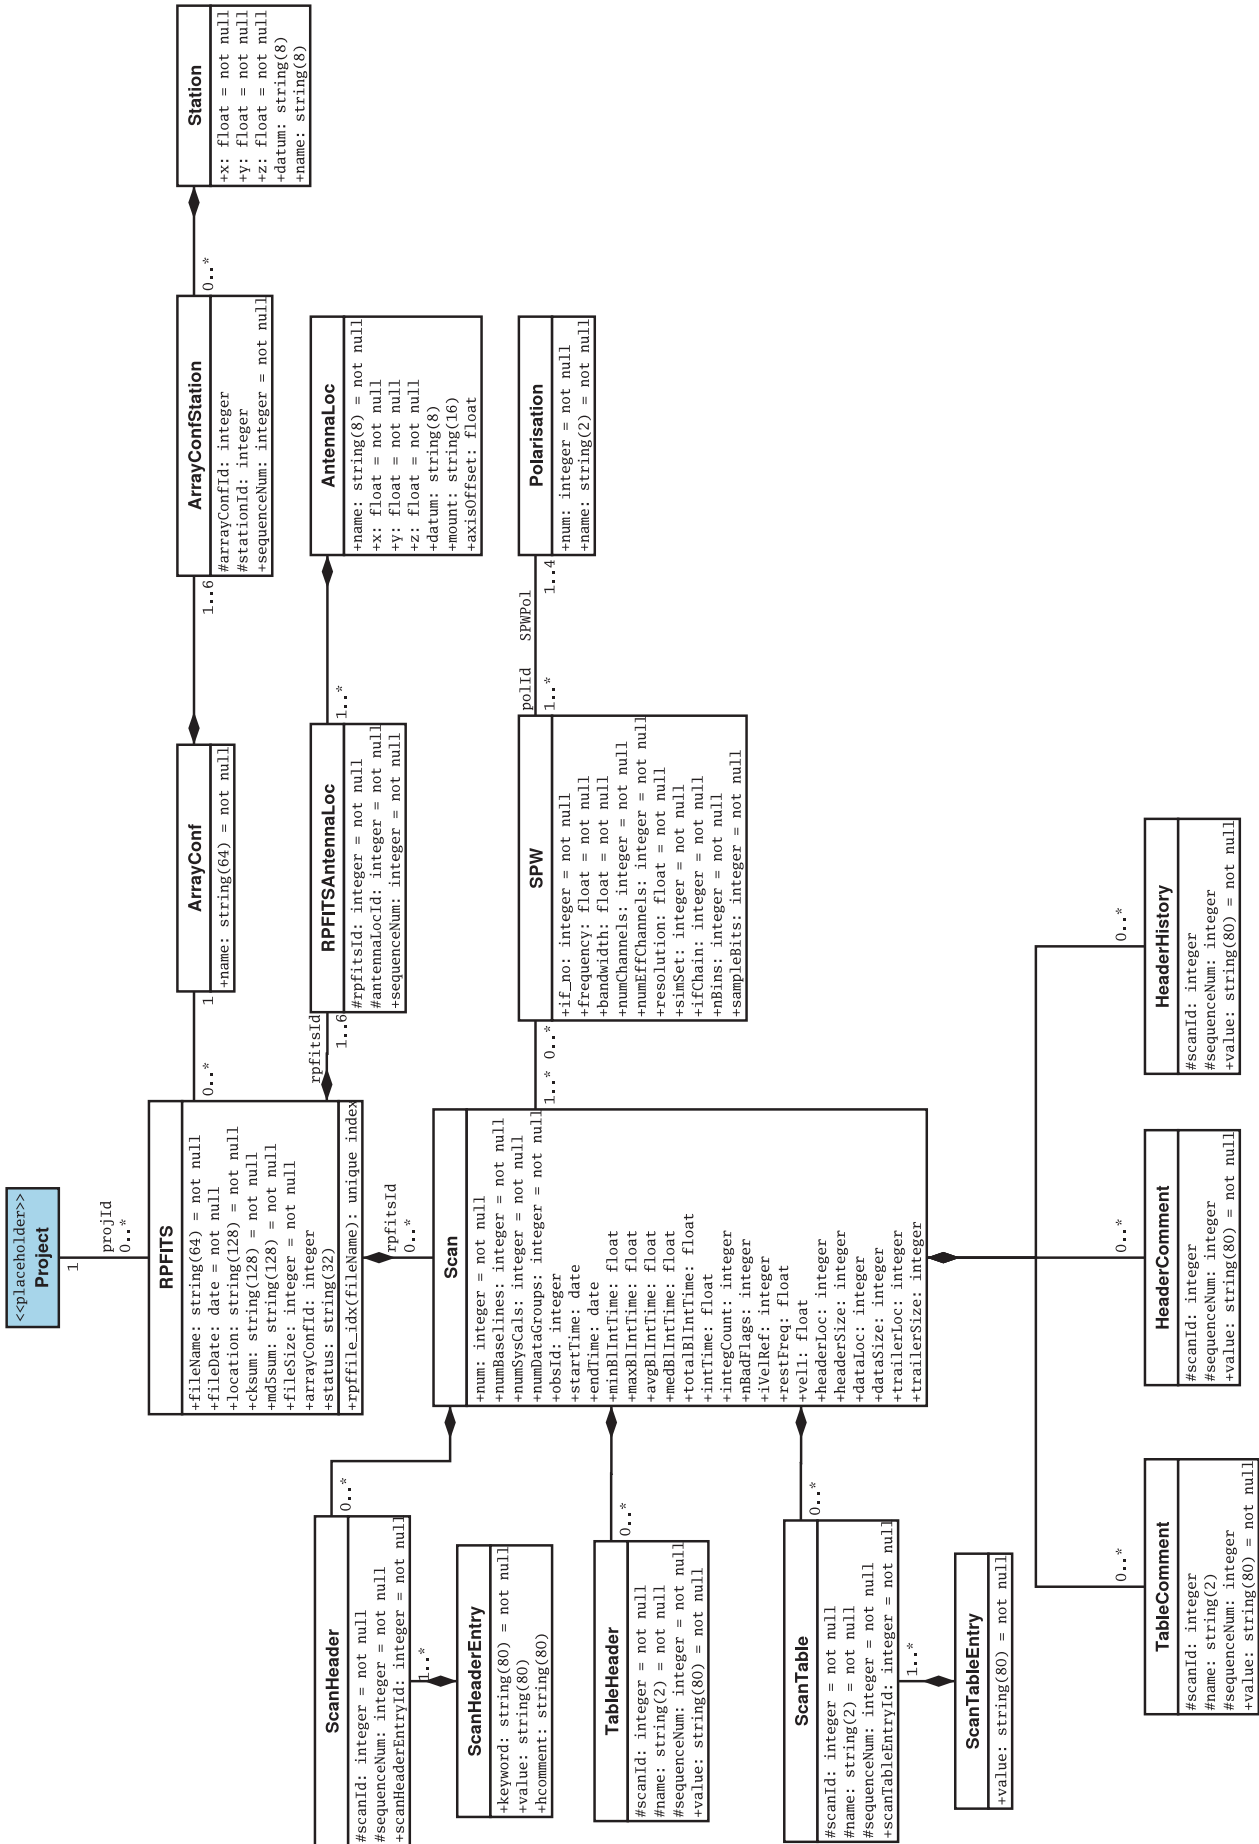 <<placeholder>>
Project
1
projId
0..*
RPFITS
+fileName: string(64) = not null
+fileDate: date = not null
+location: string(128) = not null
+cksum: string(128) = not null
+md5sum: string(128) = not null
+fileSize: integer = not null
+arrayConfId: integer
+status: string(32)
+rpffile_idx(fileName): unique index
0..*
1
ArrayConf
+name: string(64) = not null
1..6
ArrayConfStation
#arrayConfId: integer
#stationId: integer
+sequenceNum: integer = not null
0..*
Station
+x: float = not null
+y: float = not null
+z: float = not null
+datum: string(8)
+name: string(8)
rpfitsId
1..6
RPFITSAntennaLoc
#rpfitsId: integer = not null
#antennaLocId: integer = not null
+sequenceNum: integer = not null
1..*
AntennaLoc
+name: string(8) = not null
+x: float = not null
+y: float = not null
+z: float = not null
+datum: string(8)
+mount: string(16)
+axisOffset: float
rpfitsId
0..*
Scan
+num: integer = not null
+numBaselines: integer = not null
+numSysCals: integer = not null
+numDataGroups: integer = not null
+obsId: integer
+startTime: date
+endTime: date
+minBlIntTime: float
+maxBlIntTime: float
+avgBlIntTime: float
+medBlIntTime: float
+totalBlIntTime: float
+intTime: float
+integCount: integer
+nBadFlags: integer
+iVelRef: integer
+restFreq: float
+vel1: float
+headerLoc: integer
+headerSize: integer
+dataLoc: integer
+dataSize: integer
+trailerLoc: integer
+trailerSize: integer
1..*
0..*
SPW
+if_no: integer = not null
+frequency: float = not null
+bandwidth: float = not null
+numChannels: integer = not null
+numEffChannels: integer = not null
+resolution: float = not null
+simSet: integer = not null
+ifChain: integer = not null
+nBins: integer = not null
+sampleBits: integer = not null
polId SPWPol
1..*
1..4
Polarisation
+num: integer = not null
+name: string(2) = not null
0..*
ScanHeader
#scanId: integer = not null
#sequenceNum: integer = not null
+scanHeaderEntryId: integer = not null
1..*
ScanHeaderEntry
+keyword: string(80) = not null
+value: string(80)
+hcomment: string(80)
0..*
TableHeader
#scanId: integer = not null
#name: string(2) = not null
#sequenceNum: integer = not null
+value: string(80) = not null
0..*
ScanTable
#scanId: integer = not null
#name: string(2) = not null
#sequenceNum: integer = not null
+scanTableEntryId: integer = not null
1..*
ScanTableEntry
+value: string(80) = not null
0..*
TableComment
#scanId: integer
#name: string(2)
#sequenceNum: integer
+value: string(80) = not null
0..*
HeaderComment
#scanId: integer
#sequenceNum: integer
+value: string(80) = not null
0..*
HeaderHistory
#scanId: integer
#sequenceNum: integer
+value: string(80) = not null